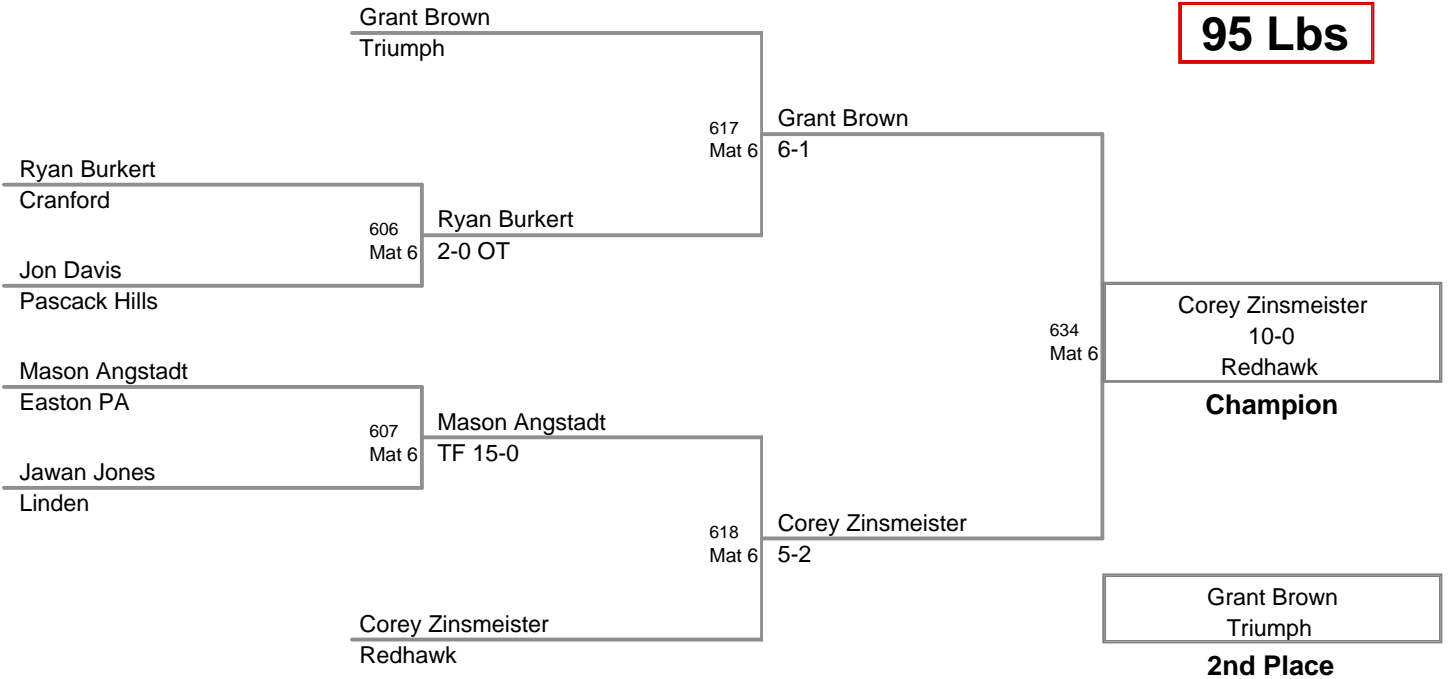 Grant Brown
Triumph
95 Lbs
617
Mat 6
Grant Brown
6-1
Ryan Burkert
Cranford
606
Mat 6
Ryan Burkert
2-0 OT
Jon Davis
Pascack Hills
634
Mat 6
Corey Zinsmeister
10-0
Redhawk
Champion
Mason Angstadt
Easton PA
607
Mat 6
Mason Angstadt
TF 15-0
Jawan Jones
Linden
618
Mat 6
Corey Zinsmeister
5-2
Corey Zinsmeister
Redhawk
Grant Brown
Triumph
2nd Place